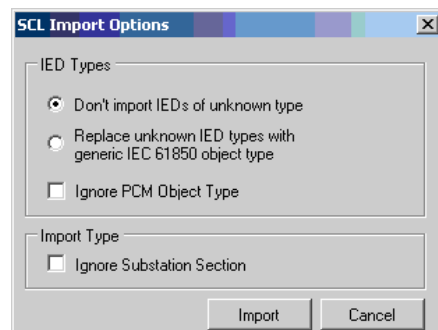 SCL Import Options
IED Types
Don't import IEDs of unknown type
Replace unknown IED types with
generic IEC 61850 object type
Ignore PCM Object Type
Import Type
Ignore Substation Section
Import
Cancel